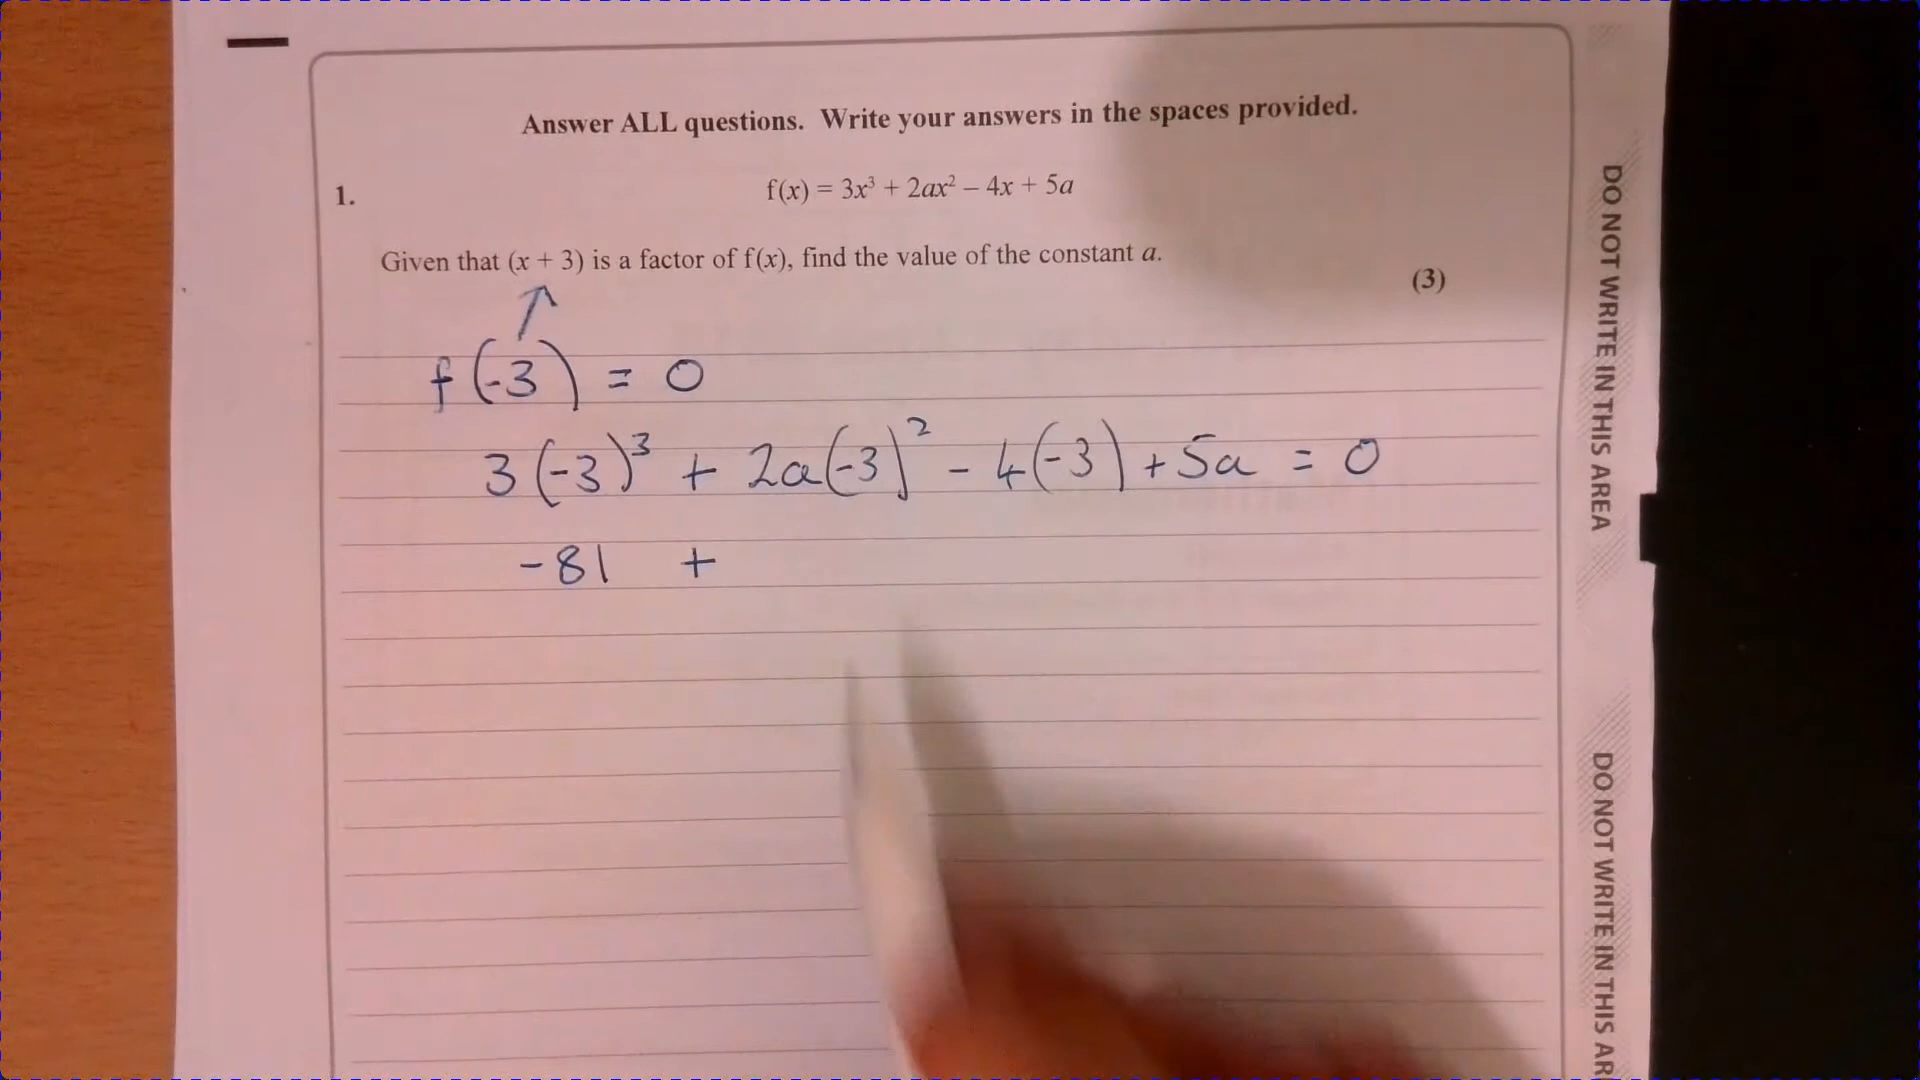 Answer ALL questions. Write your answers in the spaces provided.
1.
f(x) = 3x³ + 2ax² – 4x + 5a
Given that (x + 3) is a factor of f(x), find the value of the constant a.
(3)
f(-3) = 0
3(-3)³ + 2a(-3)² - 4(-3) + 5a = 0
-81 +
DO NOT WRITE IN THIS AREA
DO NOT WRITE IN THIS AR